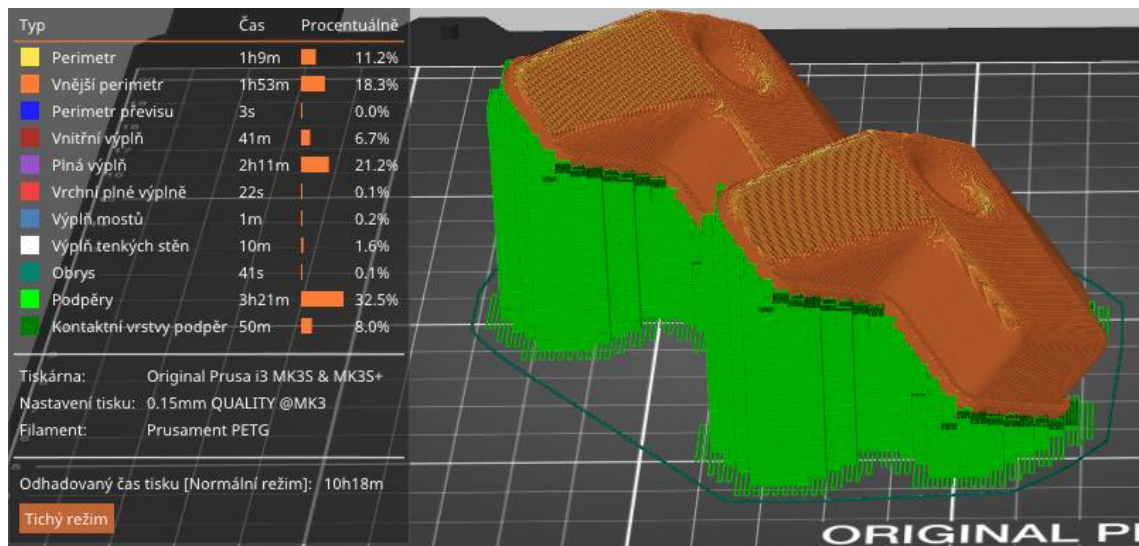 Typ Čas Procentuálně
Perimetr 1h9m 11.2%
Vnější perimetr 1h53m 18.3%
Perimetr převisu 3s 0.0%
Vnitřní výplň 41m 6.7%
Plná výplň 2h11m 21.2%
Vrchní plné výplně 22s 0.1%
Výplň mostů 1m 0.2%
Výplň tenkých stěn 10m 1.6%
Obrys 41s 0.1%
Podpěry 3h21m 32.5%
Kontaktní vrstvy podpěr 50m 8.0%
Tiskárna: Original Prusa i3 MK3S & MK3S+
Nastavení tisku: 0.15mm QUALITY @MK3
Filament: Prusament PETG
Odhadovaný čas tisku [Normální režim]: 10h18m
Tichý režim
ORIGINAL